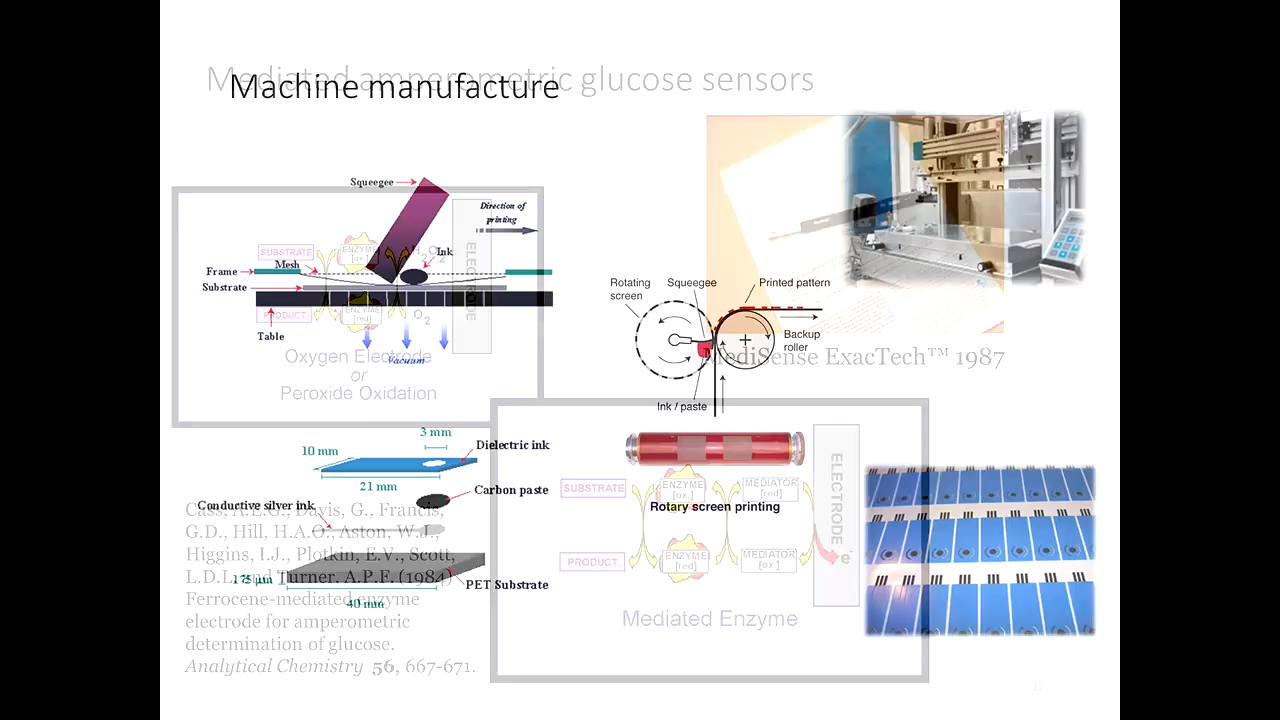 Mediated amperometric glucose sensors
Machine manufacture
Squeegee
Direction of
printing
SUBSTRATE
ENZYME
[ox.]
H2O2
Ink
Mesh
Frame
Substrate
PRODUCT
ENZYME
[red]
O2
ELECTRODE
Table
Vacuum
Oxygen Electrode
or
Peroxide Oxidation
Rotating
screen
Squeegee
Printed pattern
Backup
roller
Ink / paste
MediSense ExacTech™ 1987
3 mm
10 mm
Dielectric ink
21 mm
Carbon paste
Conductive silver ink
175 µm
PET Substrate
40 mm
Cass, A.E.G., Davis, G., Francis,
G.D., Hill, H.A.O., Aston, W.J.,
Higgins, I.J., Plotkin, E.V., Scott,
L.D.L. and Turner, A.P.F. (1984)
Ferrocene-mediated enzyme
electrode for amperometric
determination of glucose.
Analytical Chemistry 56, 667-671.
SUBSTRATE
ENZYME
[ox.]
MEDIATOR
[red]
Rotary screen printing
PRODUCT
ENZYME
[red]
MEDIATOR
[ox.]
ELECTRODE
e-
Mediated Enzyme